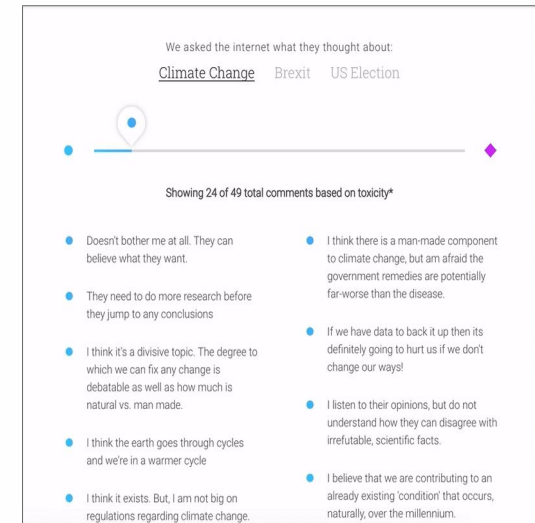 We asked the internet what they thought about:
Climate Change Brexit US Election
Showing 24 of 49 total comments based on toxicity*
Doesn't bother me at all. They can
believe what they want.
They need to do more research before
they jump to any conclusions
I think it's a divisive topic. The degree to
which we can fix any change is
debatable as well as how much is
natural vs. man made.
I think the earth goes through cycles
and we're in a warmer cycle
I think it exists. But, I am not big on
regulations regarding climate change.
I think there is a man-made component
to climate change, but am afraid the
government remedies are potentially
far-worse than the disease.
If we have data to back it up then its
definitely going to hurt us if we don't
change our ways!
I listen to their opinions, but do not
understand how they can disagree with
irrefutable, scientific facts.
I believe that we are contributing to an
already existing 'condition' that occurs,
naturally, over the millennium.